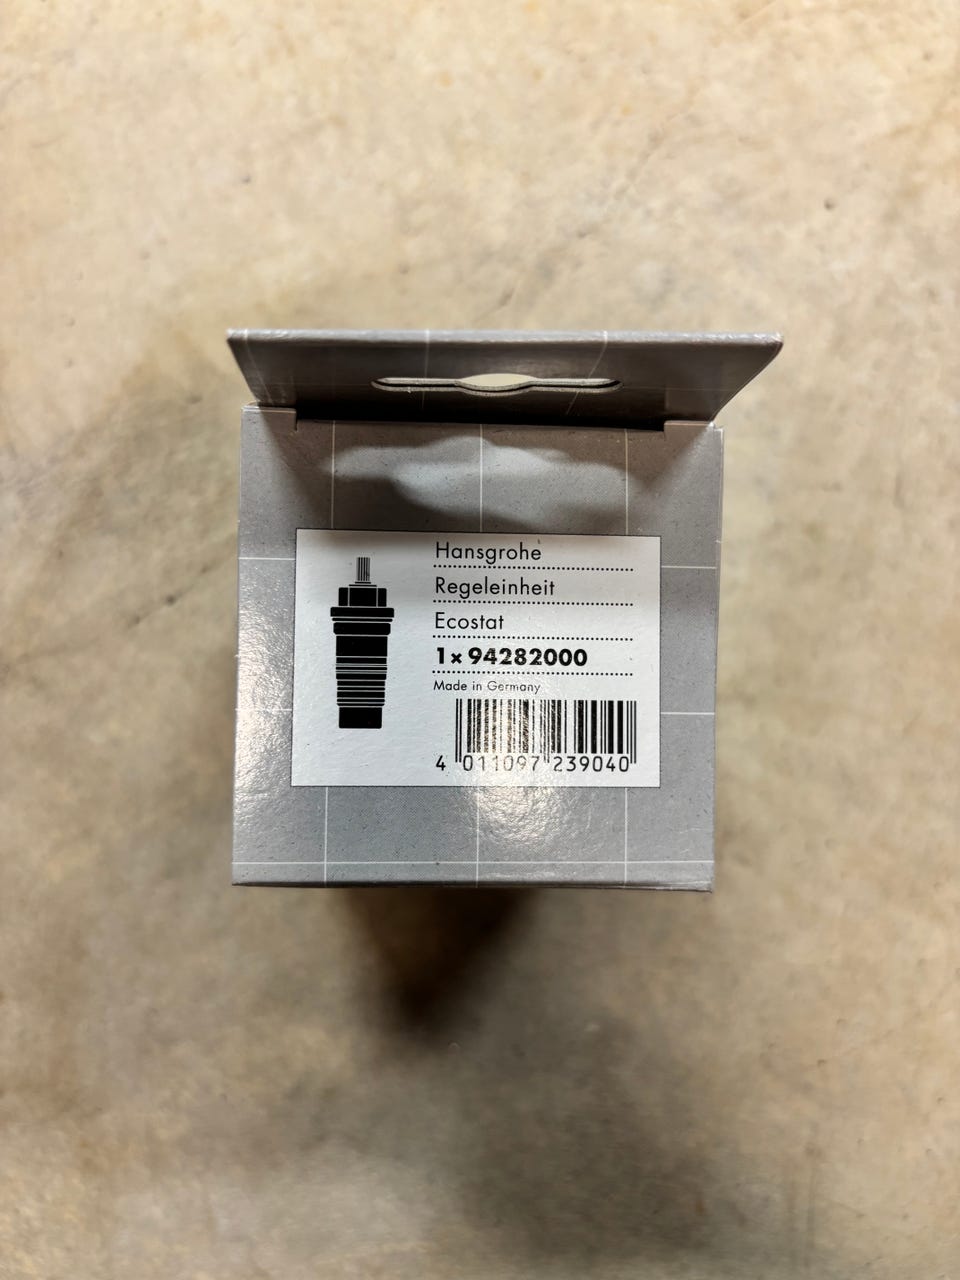 Hansgrohe
Regeleinheit
Ecostat
1 x 94282000
Made in Germany
4 011097 239040